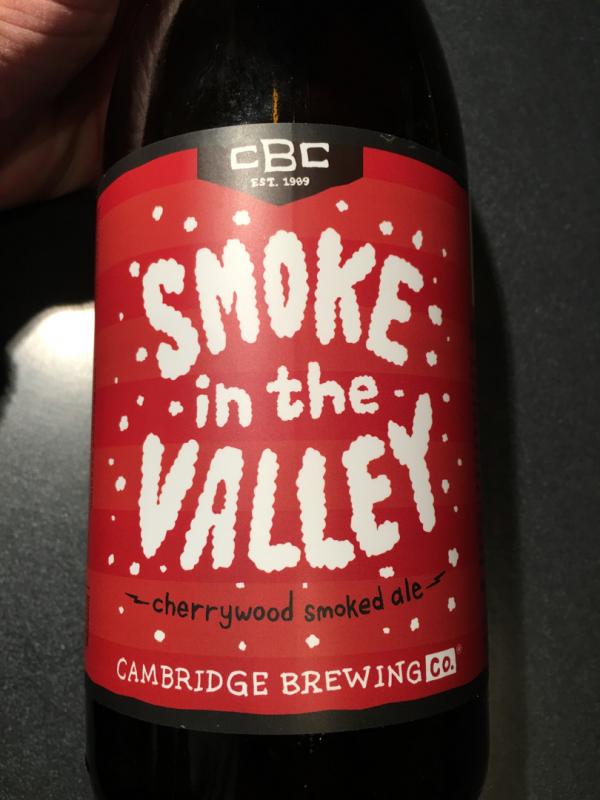 CBC
EST. 1989
SMOKE
in the
VALLEY
cherrywood smoked ale
CAMBRIDGE BREWING CO.®